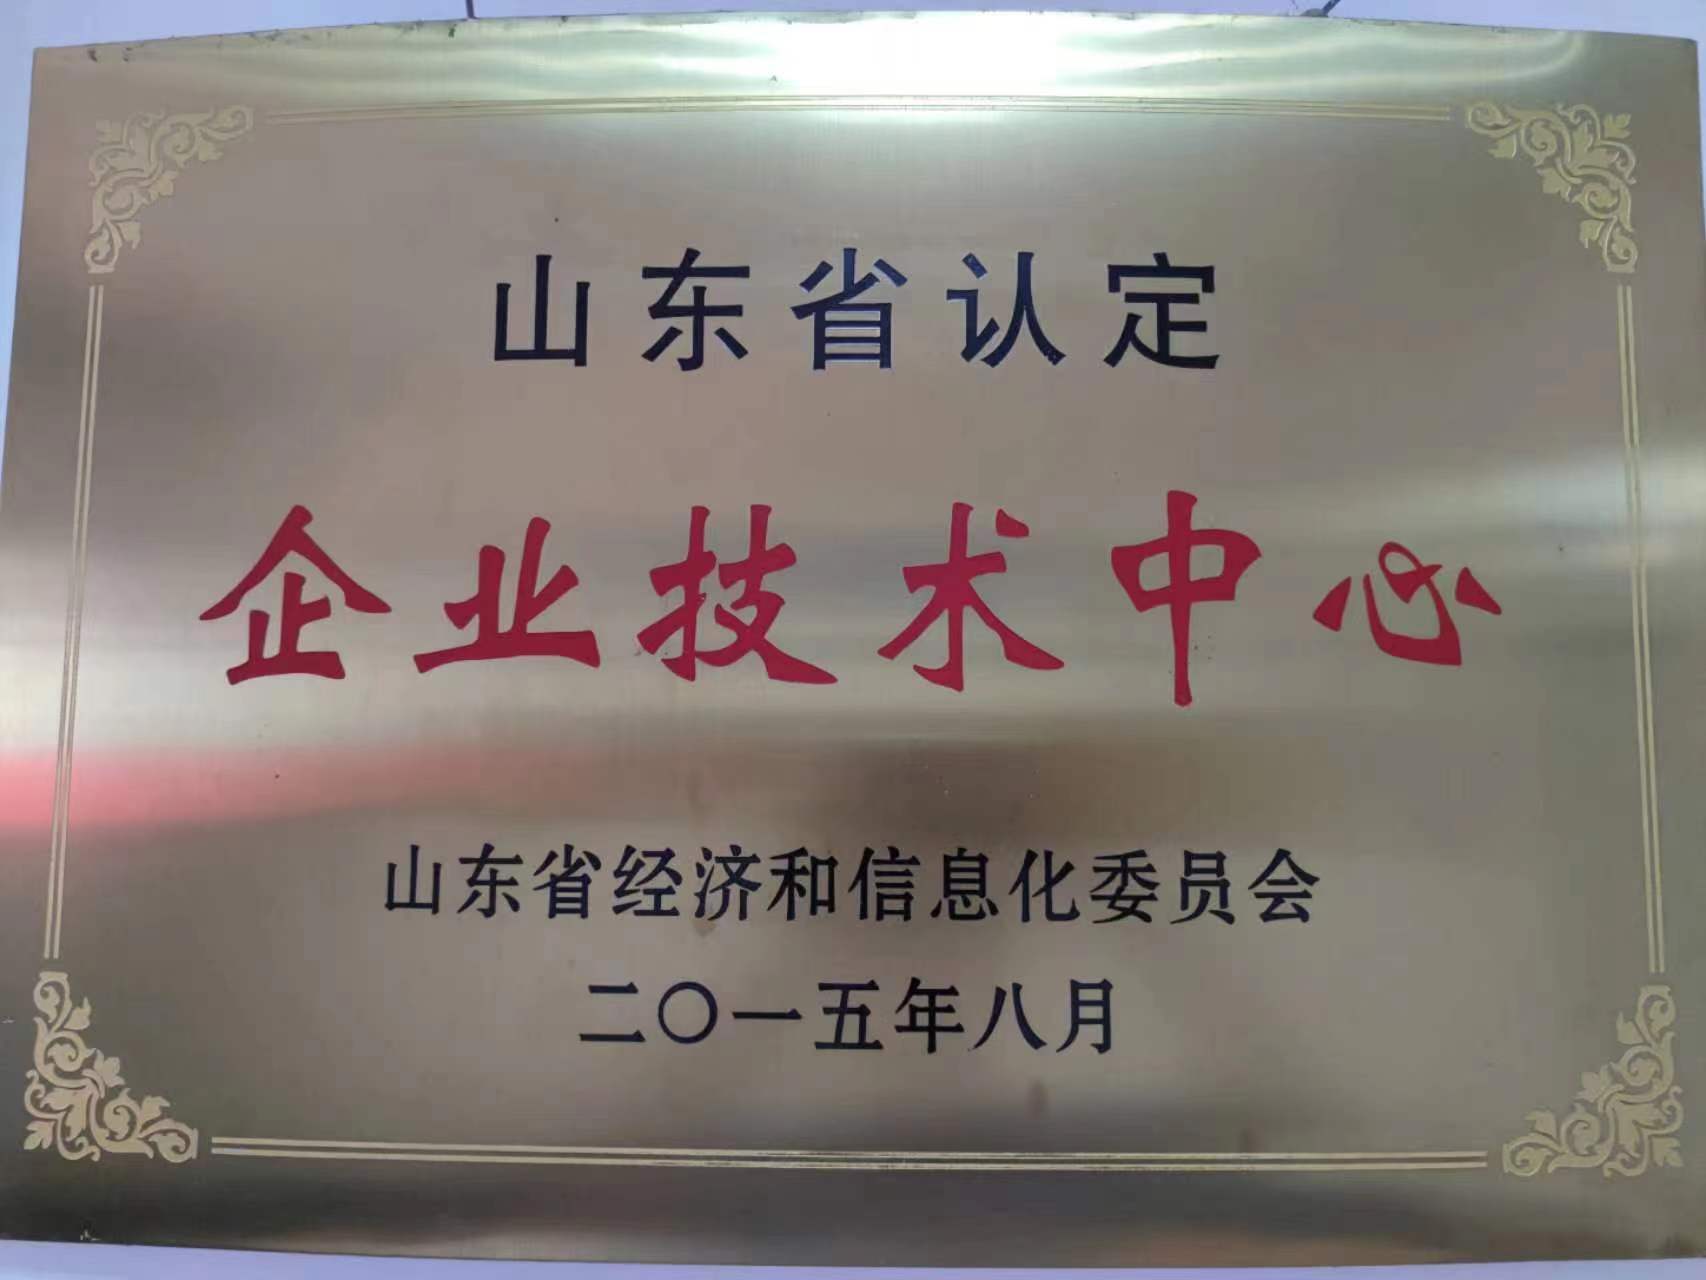 山东省认定
企业技术中心
山东省经济和信息化委员会
二〇一五年八月